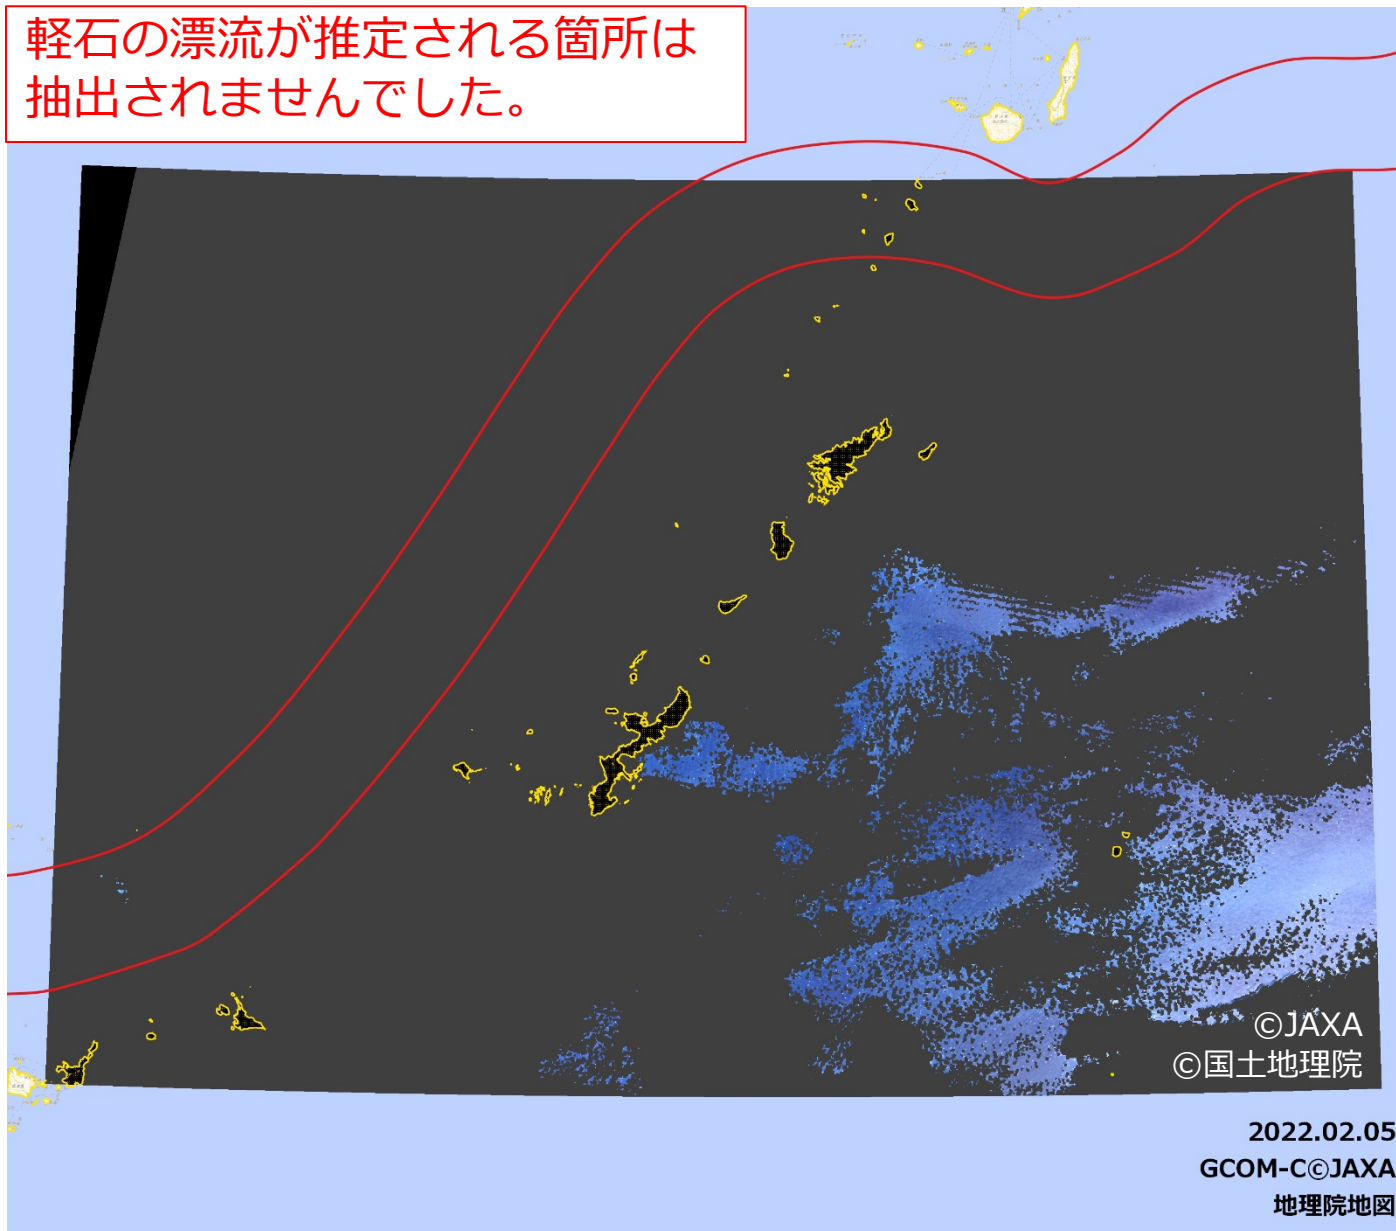 軽石の漂流が推定される箇所は
抽出されませんでした。
©JAXA
©国土地理院
2022.02.05
GCOM-C©JAXA
地理院地図